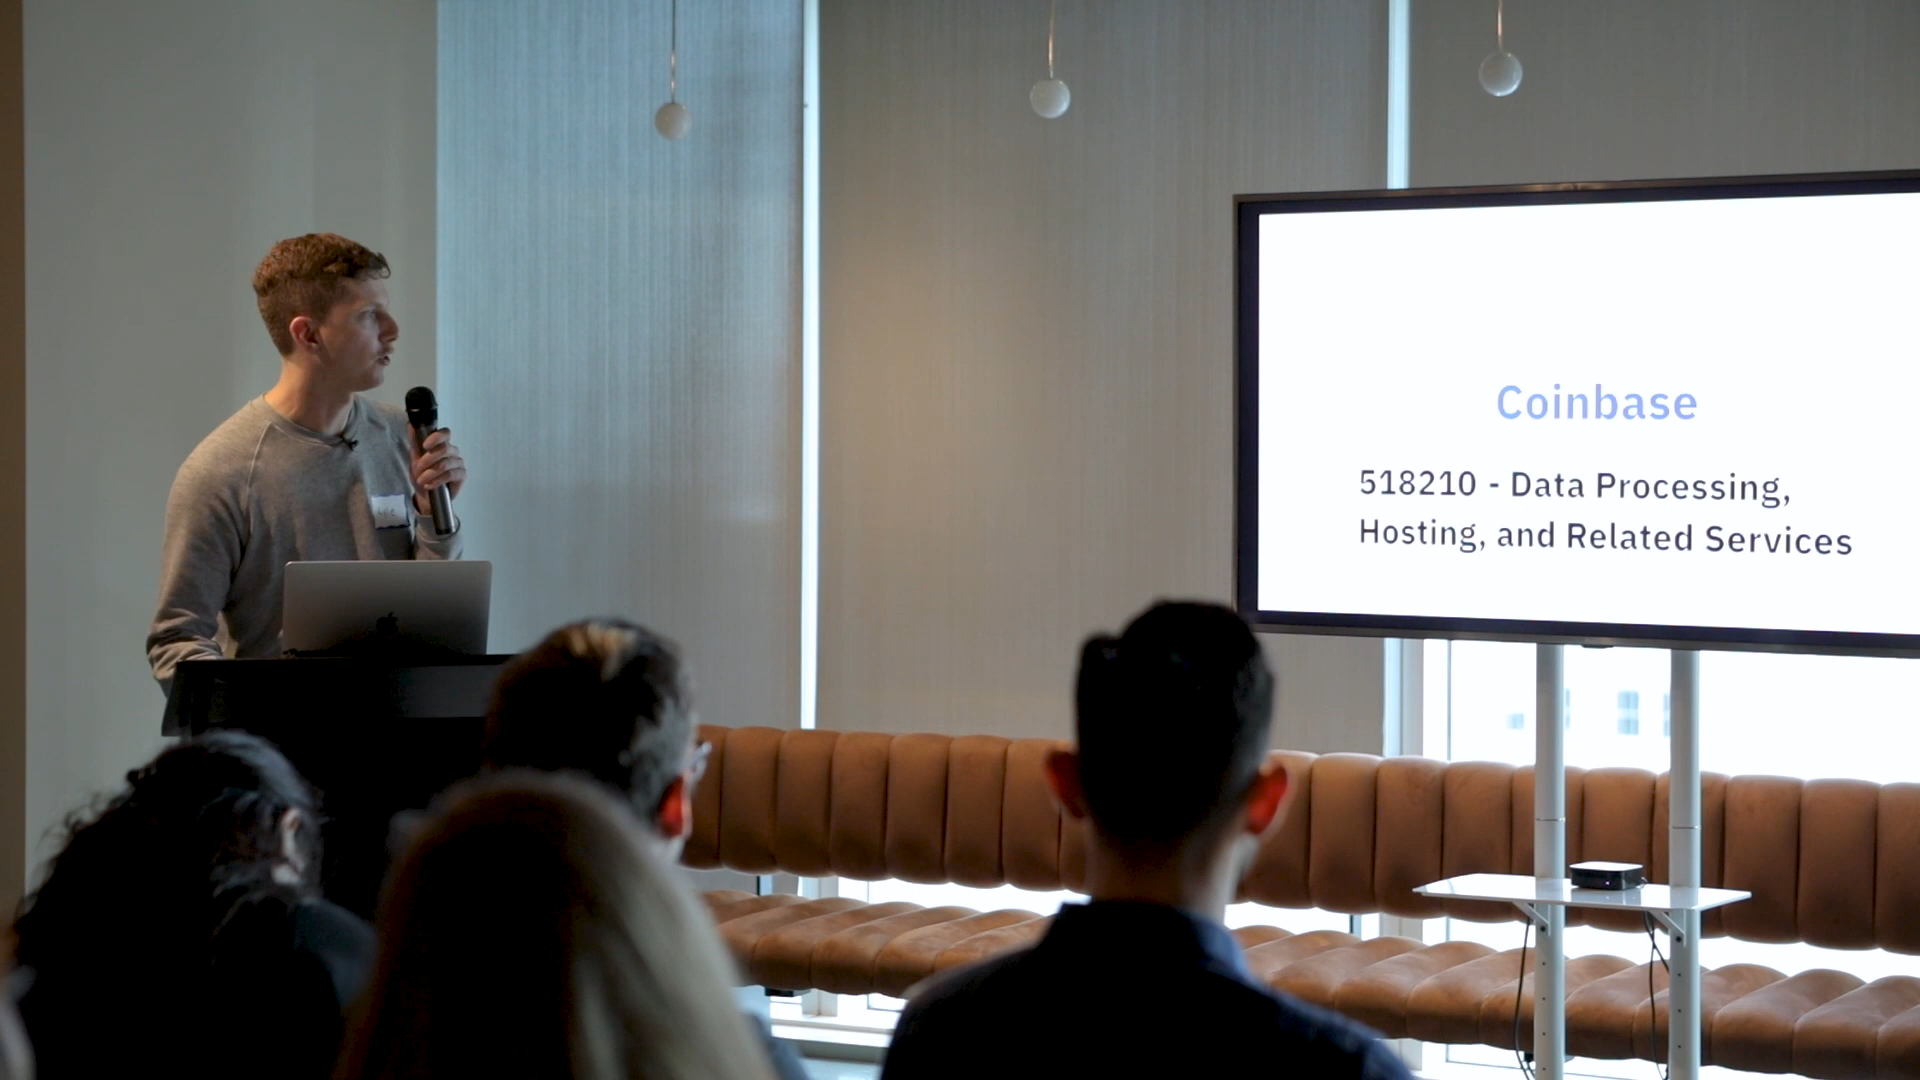 Coinbase
518210 - Data Processing,
Hosting, and Related Services